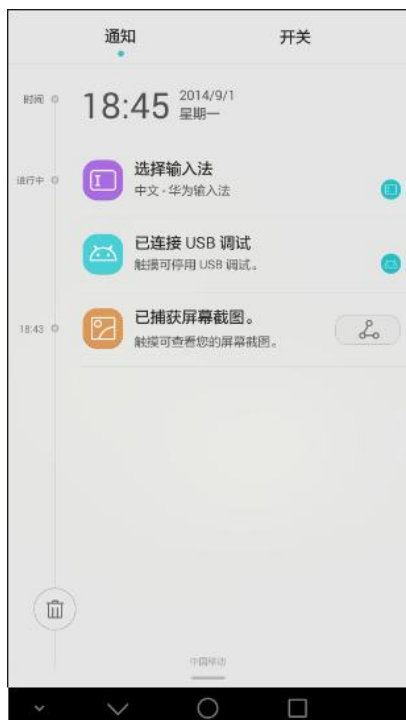 通知
开关
时间
18:45
2014/9/1
星期一
进行中
选择输入法
中文 - 华为输入法
已连接 USB 调试
触摸可停用 USB 调试。
18:43
已捕获屏幕截图。
触摸可查看您的屏幕截图。
中国移动